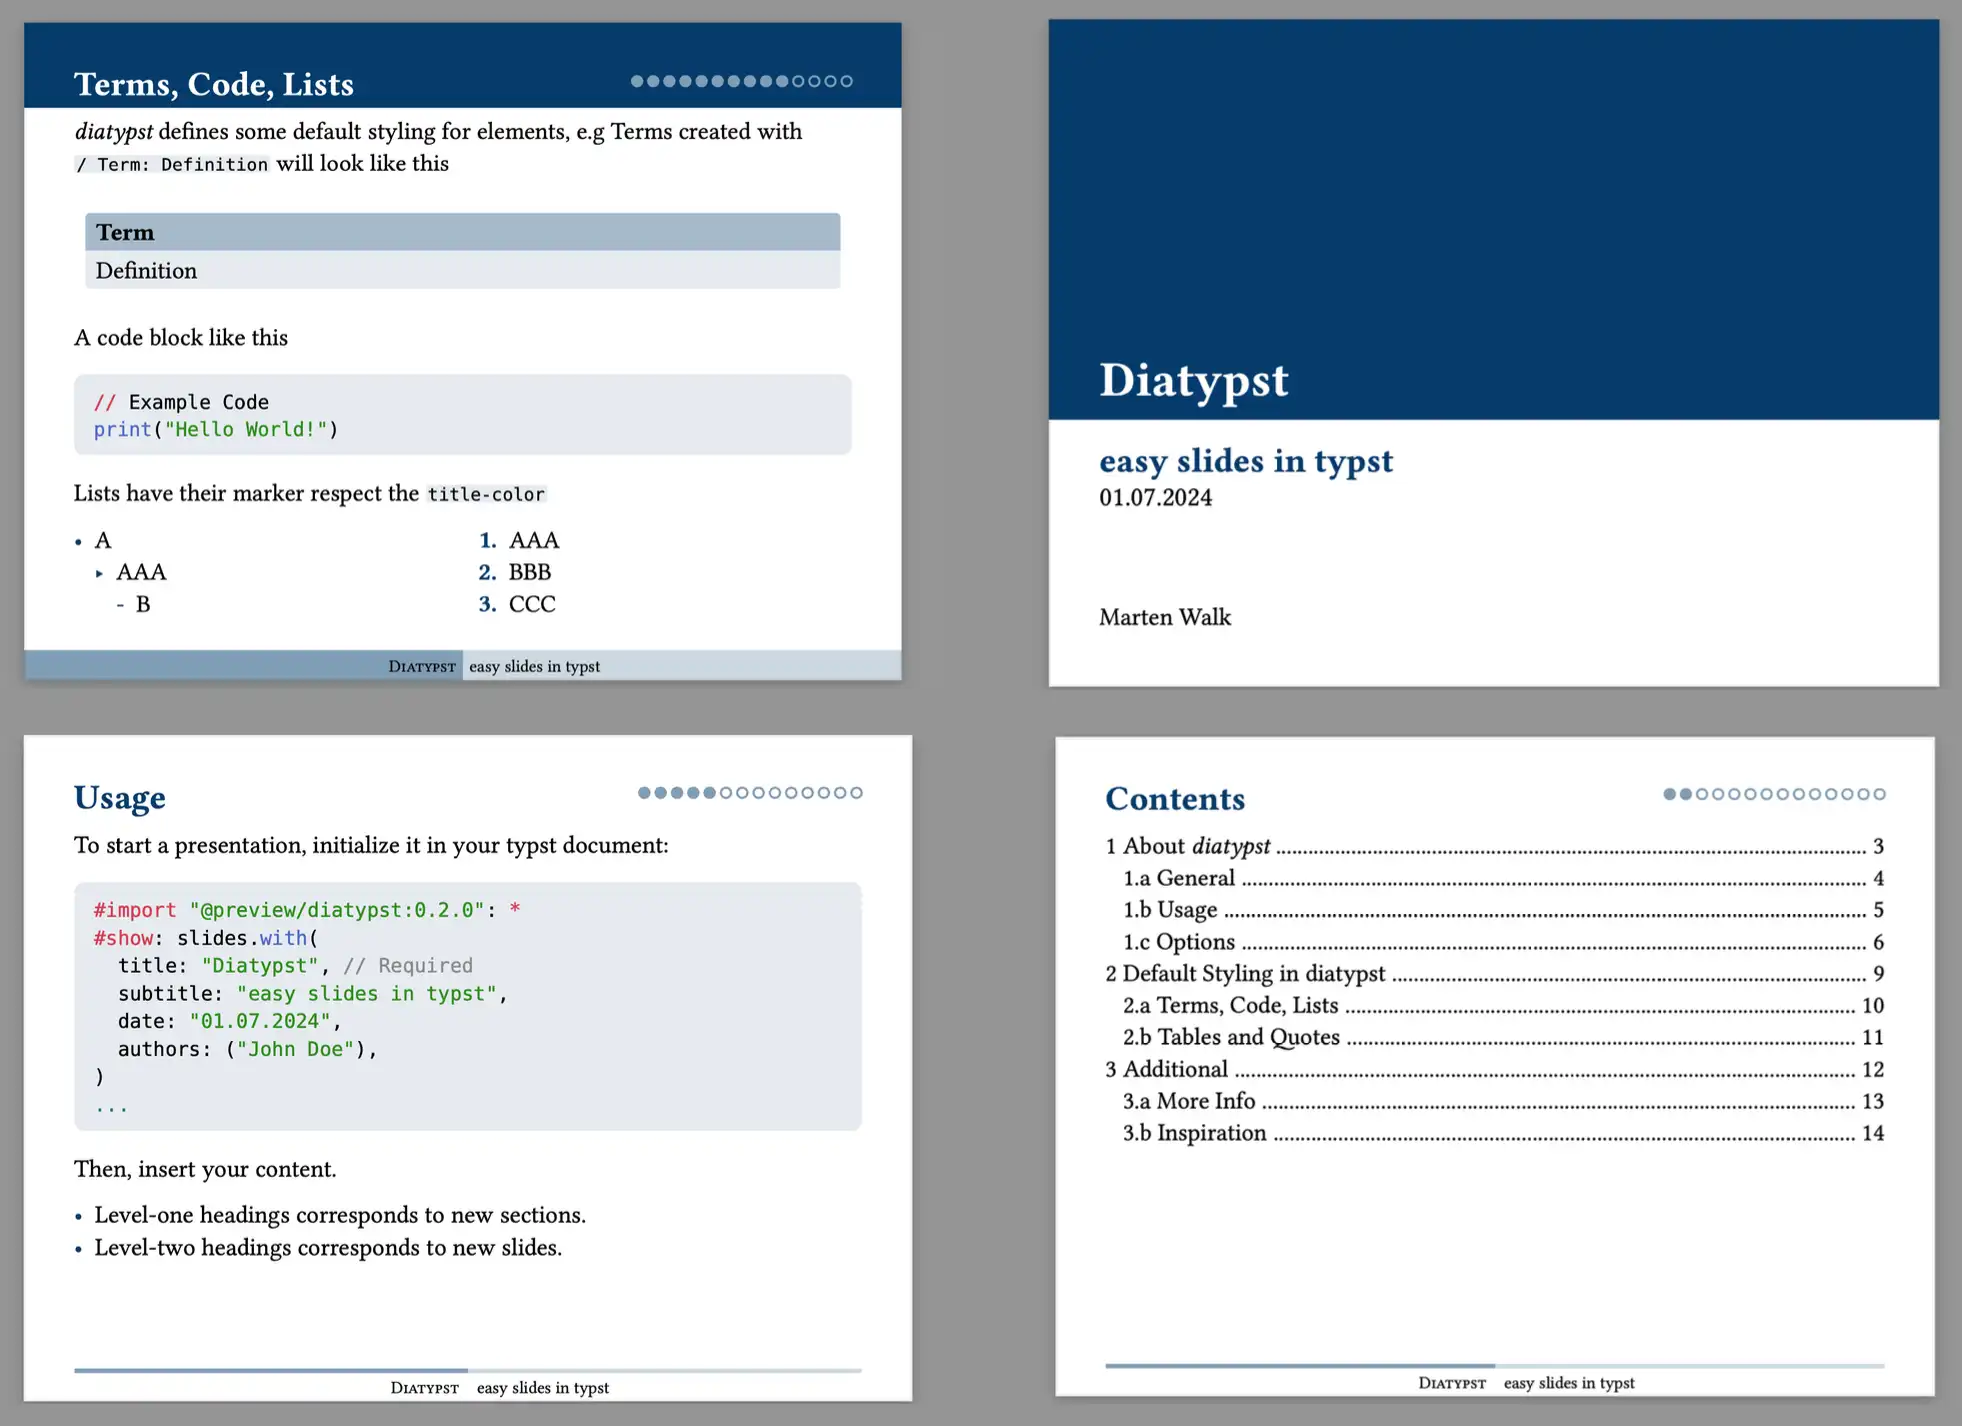 Terms, Code, Lists
diatypst defines some default styling for elements, e.g Terms created with
/ Term: Definition will look like this
Term
Definition
A code block like this
// Example Code
print("Hello World!")
Lists have their marker respect the title-color
• A
‣ AAA
- B
1. AAA
2. BBB
3. CCC
Diatypst easy slides in typst
Diatypst
easy slides in typst
01.07.2024
Marten Walk
Usage
To start a presentation, initialize it in your typst document:
#import "@preview/diatypst:0.2.0": *
#show: slides.with(
title: "Diatypst", // Required
subtitle: "easy slides in typst",
date: "01.07.2024",
authors: ("John Doe"),
)
...
Then, insert your content.
• Level-one headings corresponds to new sections.
• Level-two headings corresponds to new slides.
Diatypst easy slides in typst
Contents
1 About diatypst ........ 3
1.a General ........ 4
1.b Usage ........ 5
1.c Options ........ 6
2 Default Styling in diatypst ........ 9
2.a Terms, Code, Lists ........ 10
2.b Tables and Quotes ........ 11
3 Additional ........ 12
3.a More Info ........ 13
3.b Inspiration ........ 14
Diatypst easy slides in typst